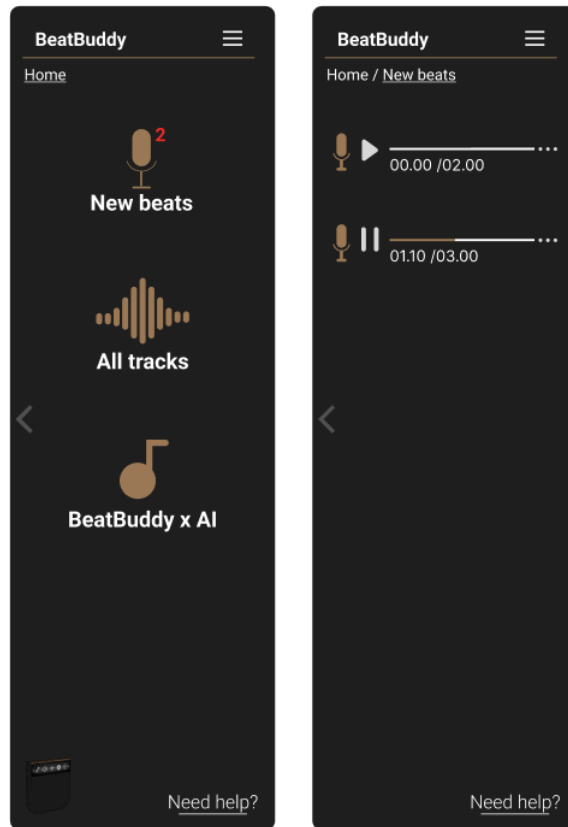 BeatBuddy
Home
2
New beats
All tracks
BeatBuddy x AI
Need help?
BeatBuddy
Home / New beats
00.00 /02.00
01.10 /03.00
Need help?